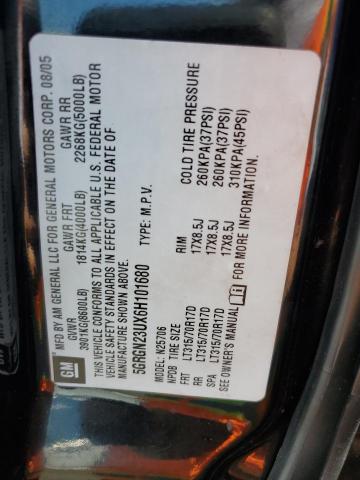 GM
MFD BY AM GENERAL LLC FOR GENERAL MOTORS CORP. 08/05
GVWR GAWR FRT GAWR RR
3901KG(8600LB) 1814KG(4000LB) 2268KG(5000LB)
THIS VEHICLE CONFORMS TO ALL APPLICABLE U.S. FEDERAL MOTOR
VEHICLE SAFETY STANDARDS IN EFFECT ON THE DATE OF
MANUFACTURE SHOWN ABOVE.
5GRGN23UX6H101680 TYPE: M.P.V.
N25706
NPDB TIRE SIZE RIM COLD TIRE PRESSURE
FRT LT315/70R17D 17X8.5J 260KPA(37PSI)
RR LT315/70R17D 17X8.5J 260KPA(37PSI)
SPA LT315/70R17D 17X8.5J 310KPA(45PSI)
SEE OWNER'S MANUAL FOR MORE INFORMATION.